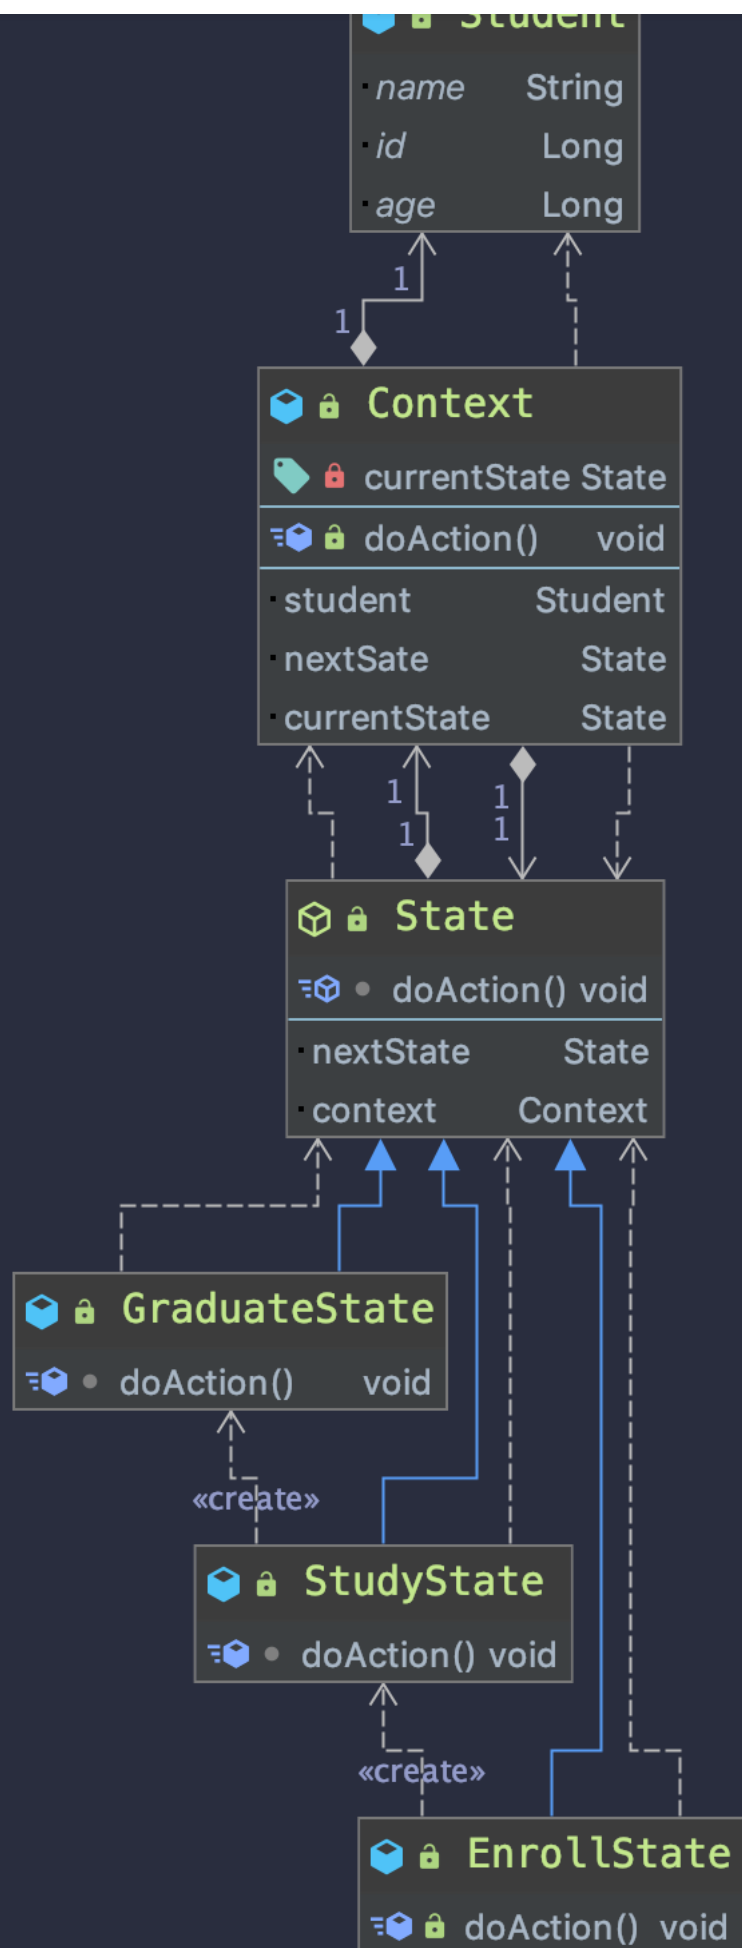 Student
name String
id Long
age Long
1
1
Context
currentState State
doAction() void
student Student
nextSate State
currentState State
1
1
1
1
State
doAction() void
nextState State
context Context
GraduateState
doAction() void
«create»
StudyState
doAction() void
«create»
EnrollState
doAction() void